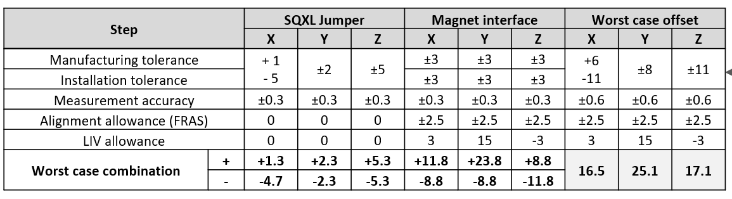 Step SQXL Jumper Magnet interface Worst case offset
X Y Z X Y Z X Y Z
Manufacturing tolerance + 1 ±2 ±5 ±3 ±3 ±3 +6 ±8 ±11
Installation tolerance - 5 ±3 ±3 ±3 -11
Measurement accuracy ±0.3 ±0.3 ±0.3 ±0.3 ±0.3 ±0.3 ±0.6 ±0.6 ±0.6
Alignment allowance (FRAS) 0 0 0 ±2.5 ±2.5 ±2.5 ±2.5 ±2.5 ±2.5
LIV allowance 0 0 0 3 15 -3 3 15 -3
Worst case combination + +1.3 +2.3 +5.3 +11.8 +23.8 +8.8 16.5 25.1 17.1
- -4.7 -2.3 -5.3 -8.8 -8.8 -11.8